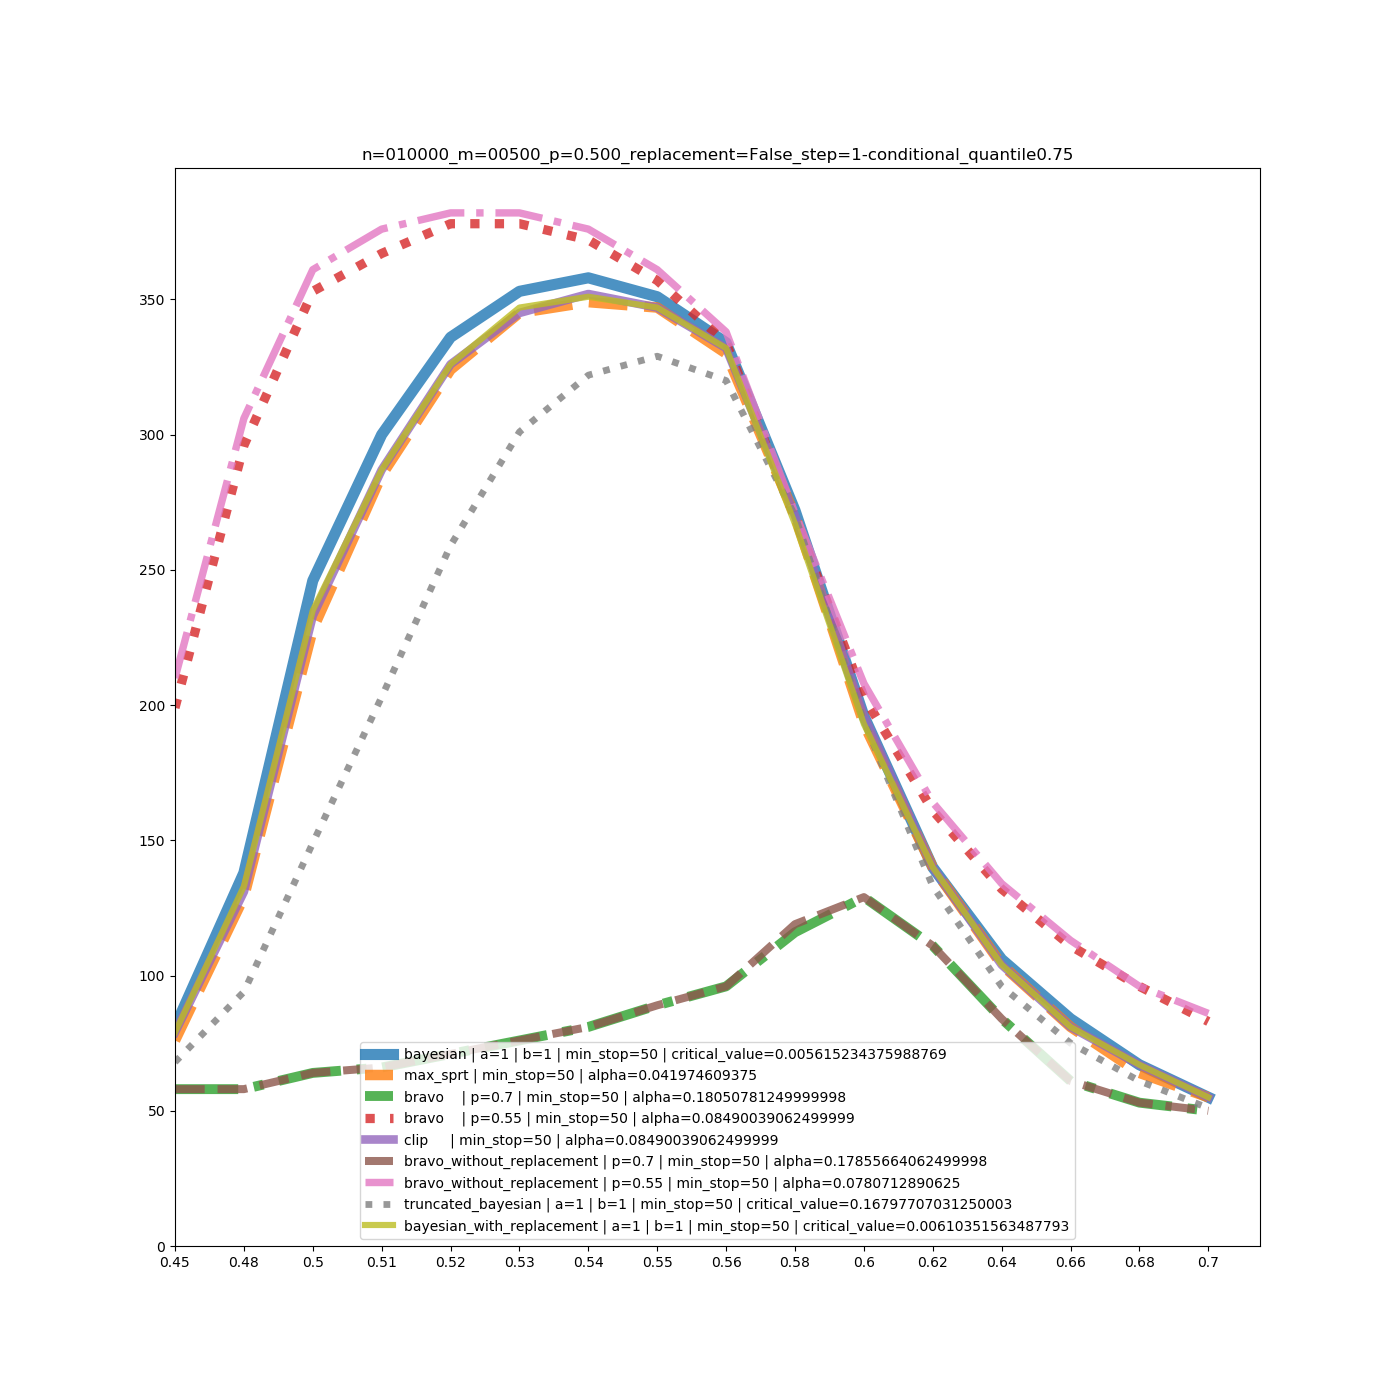 n=010000_m=00500_p=0.500_replacement=False_step=1-conditional_quantile0.75
350
300
250
200
150
100
50
0
bayesian | a=1 | b=1 | min_stop=50 | critical_value=0.005615234375988769
max_sprt | min_stop=50 | alpha=0.041974609375
bravo | p=0.7 | min_stop=50 | alpha=0.18050781249999998
bravo | p=0.55 | min_stop=50 | alpha=0.08490039062499999
clip | min_stop=50 | alpha=0.08490039062499999
bravo_without_replacement | p=0.7 | min_stop=50 | alpha=0.17855664062499998
bravo_without_replacement | p=0.55 | min_stop=50 | alpha=0.0780712890625
truncated_bayesian | a=1 | b=1 | min_stop=50 | critical_value=0.16797707031250003
bayesian_with_replacement | a=1 | b=1 | min_stop=50 | critical_value=0.00610351563487793
0.45 0.48 0.5 0.51 0.52 0.53 0.54 0.55 0.56 0.58 0.6 0.62 0.64 0.66 0.68 0.7